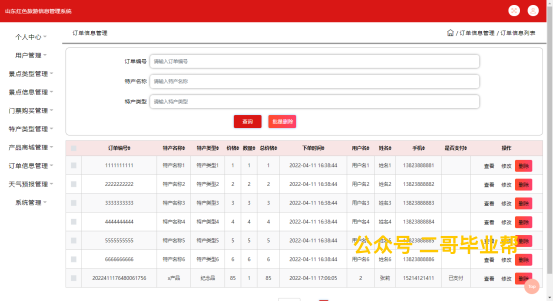 山东红色旅游信息管理系统
个人中心
用户管理
景点类型管理
景点信息管理
门票购买管理
特产类型管理
产品商城管理
订单信息管理
天气预报管理
系统管理
订单信息管理
/ 订单信息管理 / 订单信息列表
订单编号 请输入订单编号
特产名称 请输入特产名称
特产类型 请输入特产类型
查询 批量删除
订单编号 特产名称 特产类型 价格 数量 总价格 下单时间 用户名 姓名 手机 是否支付 操作
1111111111 特产名称1 特产类型1 1 1 1 2022-04-11 16:38:44 用户名1 姓名1 13823888881 查看 修改 删除
2222222222 特产名称2 特产类型2 2 2 2 2022-04-11 16:38:44 用户名2 姓名2 13823888882 查看 修改 删除
3333333333 特产名称3 特产类型3 3 3 3 2022-04-11 16:38:44 用户名3 姓名3 13823888883 查看 修改 删除
4444444444 特产名称4 特产类型4 4 4 4 2022-04-11 16:38:44 用户名4 姓名4 13823888884 查看 修改 删除
5555555555 特产名称5 特产类型5 5 5 5 2022-04-11 16:38:44
6666666666 特产名称6 特产类型6 6 6 6 2022-04-11 16:38:44 用户名6 姓名6 13823888886 查看 修改 删除
2022411176480061756 x产品 纪念品 85 1 85 2022-04-11 17:06:05 2 张莉 15214121411 已支付 查看 修改 删除
公众号 二哥毕业帮